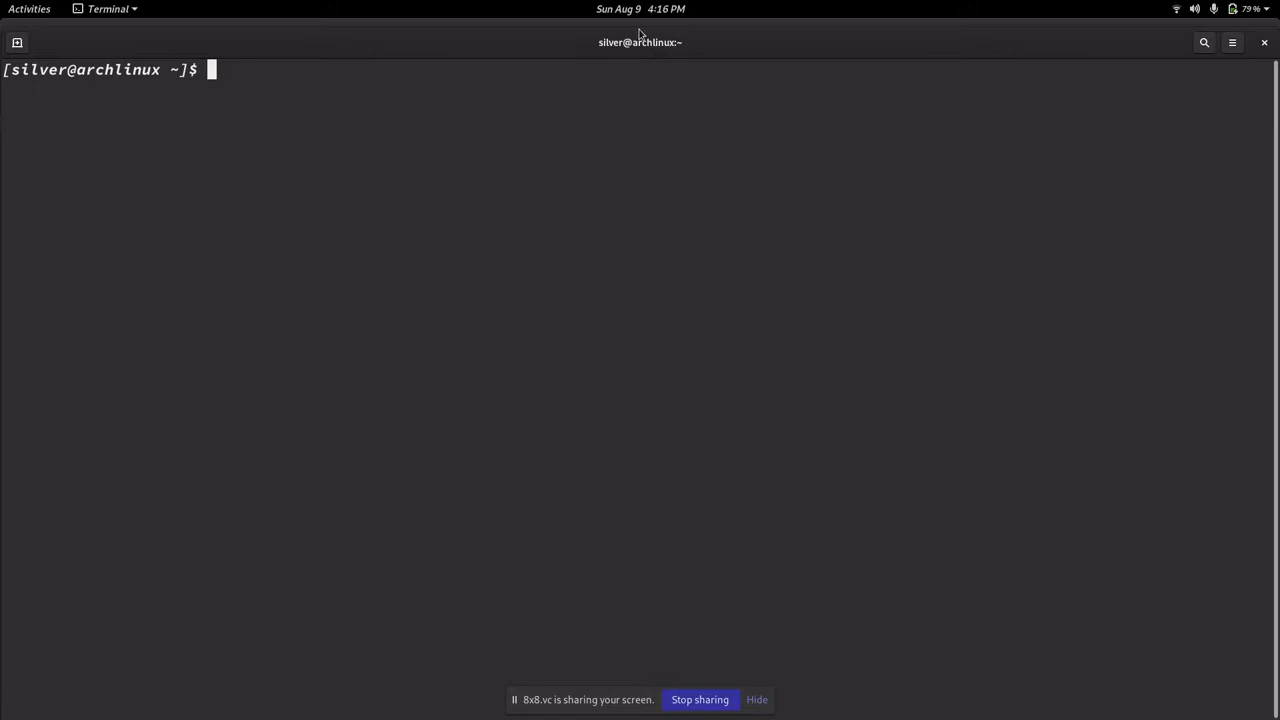 Activities Terminal Sun Aug 9 4:16 PM 79 %
silver@archlinux:~
[silver@archlinux ~]$
8x8.vc is sharing your screen. Stop sharing Hide